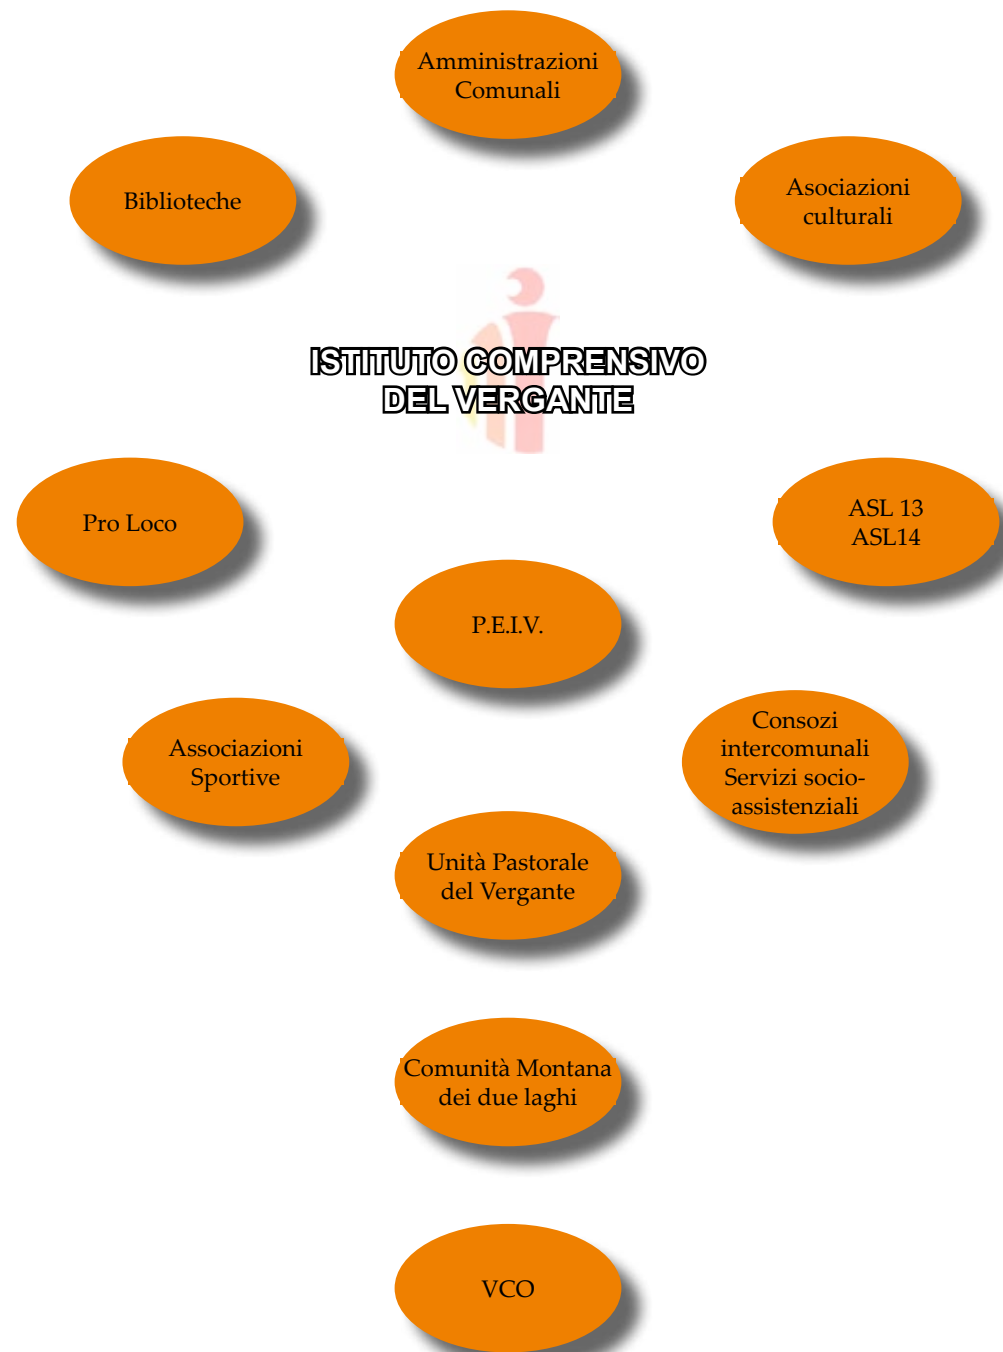 Amministrazioni
Comunali
Biblioteche
Asociazioni
culturali
ISTITUTO COMPRENSIVO
DEL VERGANTE
Pro Loco
ASL 13
ASL14
P.E.I.V.
Associazioni
Sportive
Consozi
intercomunali
Servizi socio-
assistenziali
Unità Pastorale
del Vergante
Comunità Montana
dei due laghi
VCO